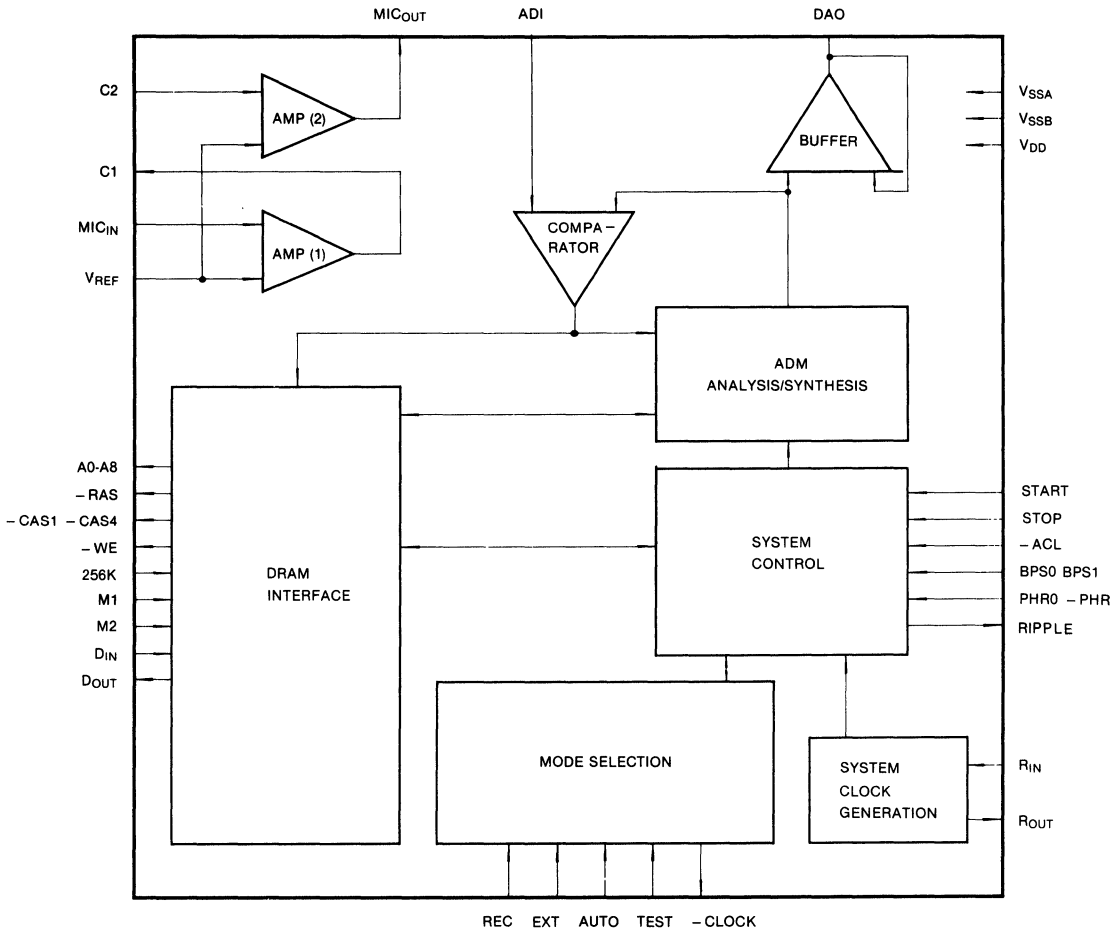 MICOUT
ADI
DAO
C2
AMP (2)
C1
MICIN
AMP (1)
VREF
BUFFER
VSSA
VSSB
VDD
COMPA-
RATOR
ADM
ANALYSIS/SYNTHESIS
A0-A8
-RAS
-CAS1 -CAS4
-WE
256K
M1
M2
DIN
DOUT
DRAM
INTERFACE
SYSTEM
CONTROL
START
STOP
-ACL
BPS0 BPS1
PHR0 -PHR
RIPPLE
MODE SELECTION
SYSTEM
CLOCK
GENERATION
RIN
ROUT
REC EXT AUTO TEST -CLOCK